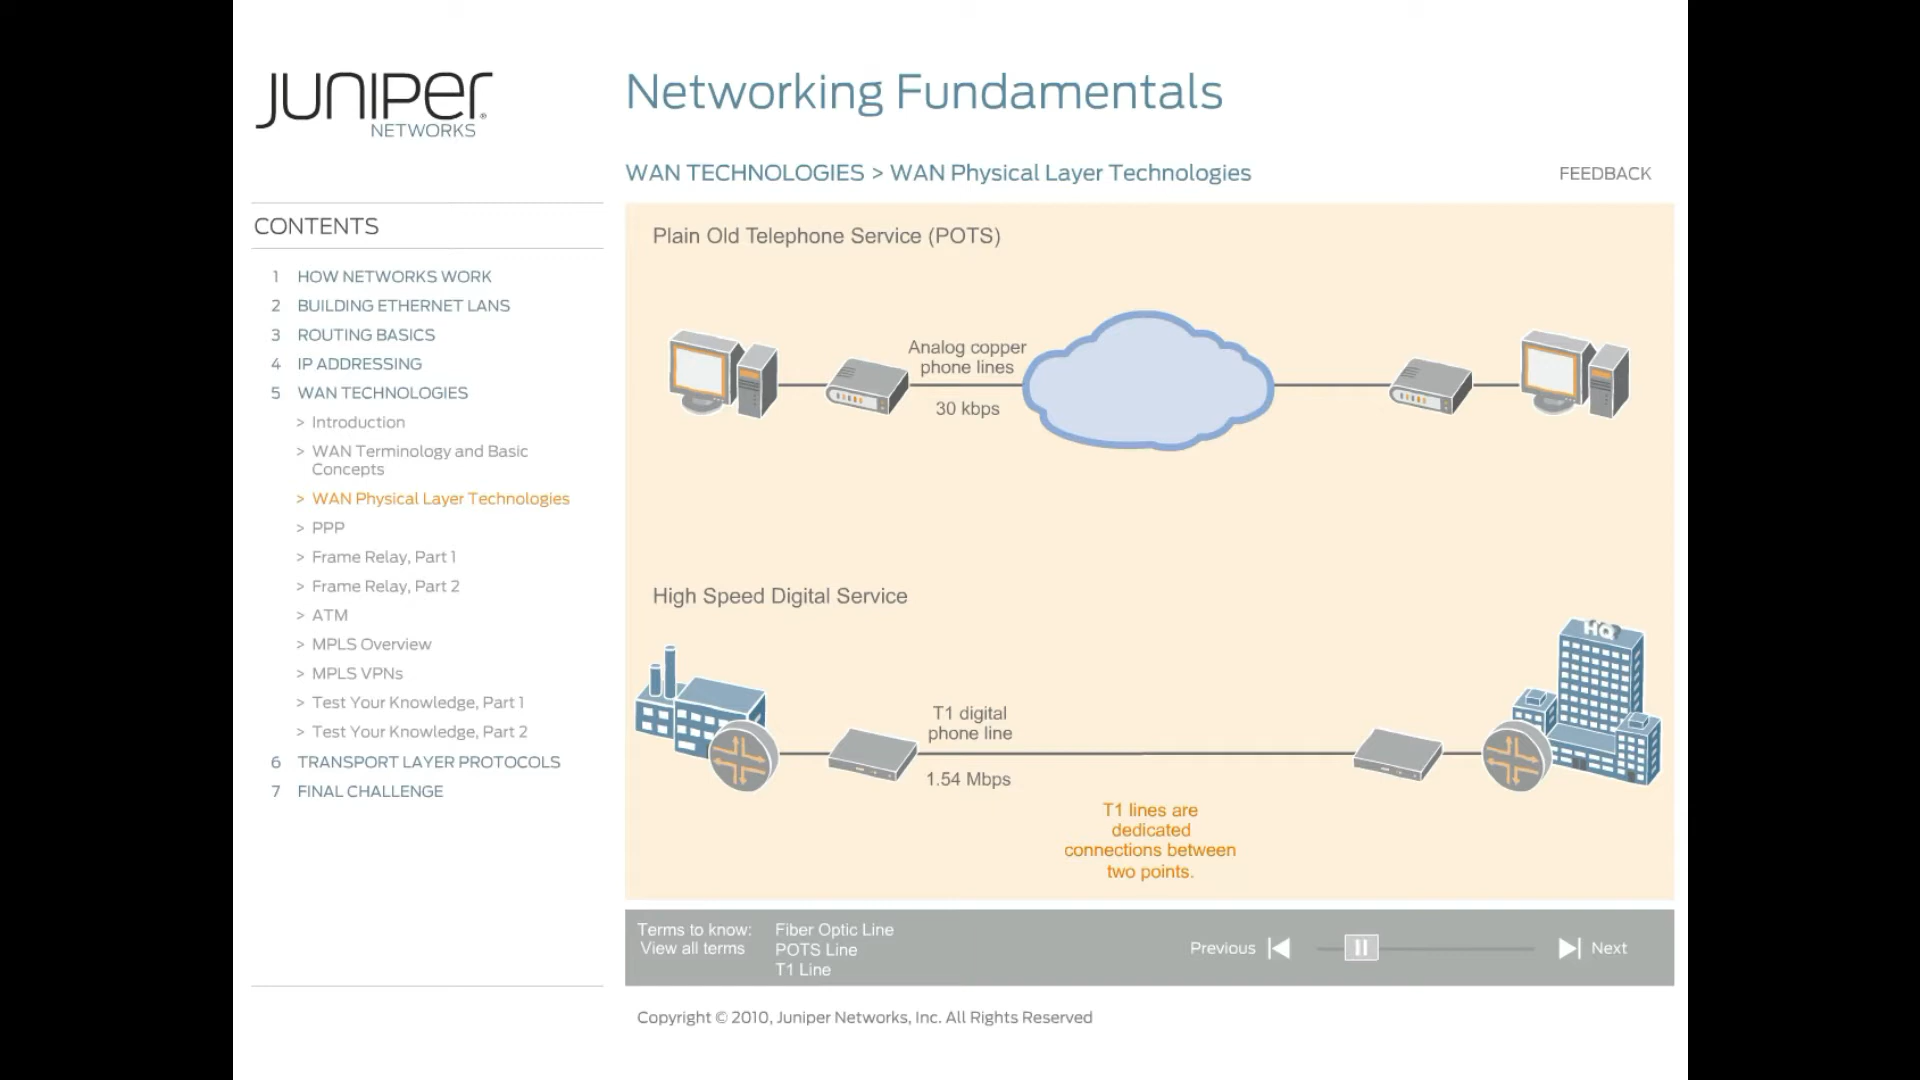 JUNIPER
NETWORKS
Networking Fundamentals
WAN TECHNOLOGIES > WAN Physical Layer Technologies
FEEDBACK
CONTENTS
1 HOW NETWORKS WORK
2 BUILDING ETHERNET LANS
3 ROUTING BASICS
4 IP ADDRESSING
5 WAN TECHNOLOGIES
> Introduction
> WAN Terminology and Basic
Concepts
> WAN Physical Layer Technologies
> PPP
> Frame Relay, Part 1
> Frame Relay, Part 2
> ATM
> MPLS Overview
> MPLS VPNs
> Test Your Knowledge, Part 1
> Test Your Knowledge, Part 2
6 TRANSPORT LAYER PROTOCOLS
7 FINAL CHALLENGE
Plain Old Telephone Service (POTS)
Analog copper
phone lines
30 kbps
High Speed Digital Service
HQ
T1 digital
phone line
1.54 Mbps
T1 lines are
dedicated
connections between
two points.
Terms to know:
View all terms
Fiber Optic Line
POTS Line
T1 Line
Previous
Next
Copyright © 2010, Juniper Networks, Inc. All Rights Reserved